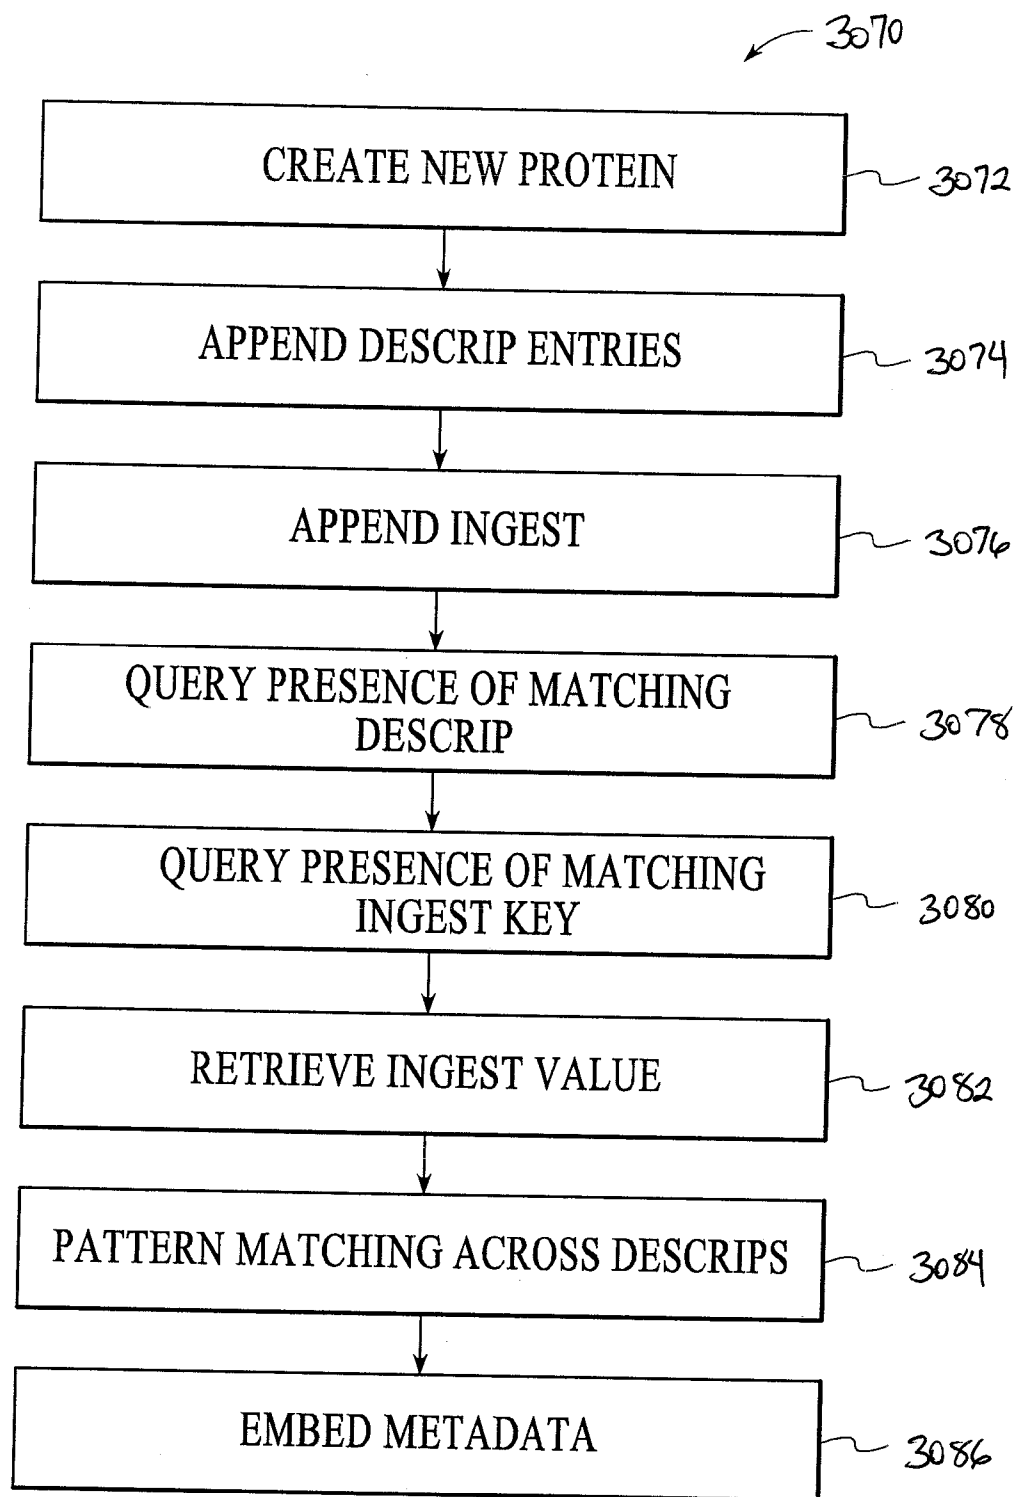 3070
CREATE NEW PROTEIN
3072
APPEND DESCRIP ENTRIES
3074
APPEND INGEST
3076
QUERY PRESENCE OF MATCHING
DESCRIP
3078
QUERY PRESENCE OF MATCHING
INGEST KEY
3080
RETRIEVE INGEST VALUE
3082
PATTERN MATCHING ACROSS DESCRIPS
3084
EMBED METADATA
3086